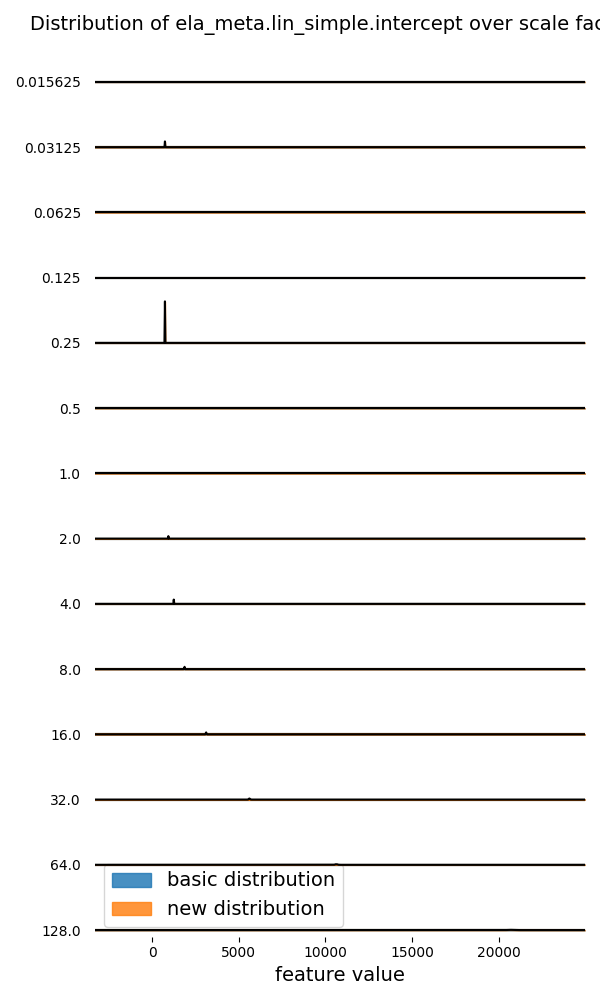 Distribution of ela_meta.lin_simple.intercept over scale fac
0.015625
0.03125
0.0625
0.125
0.25
0.5
1.0
2.0
4.0
8.0
16.0
32.0
64.0
basic distribution
new distribution
128.0
0 5000 10000 15000 20000
feature value